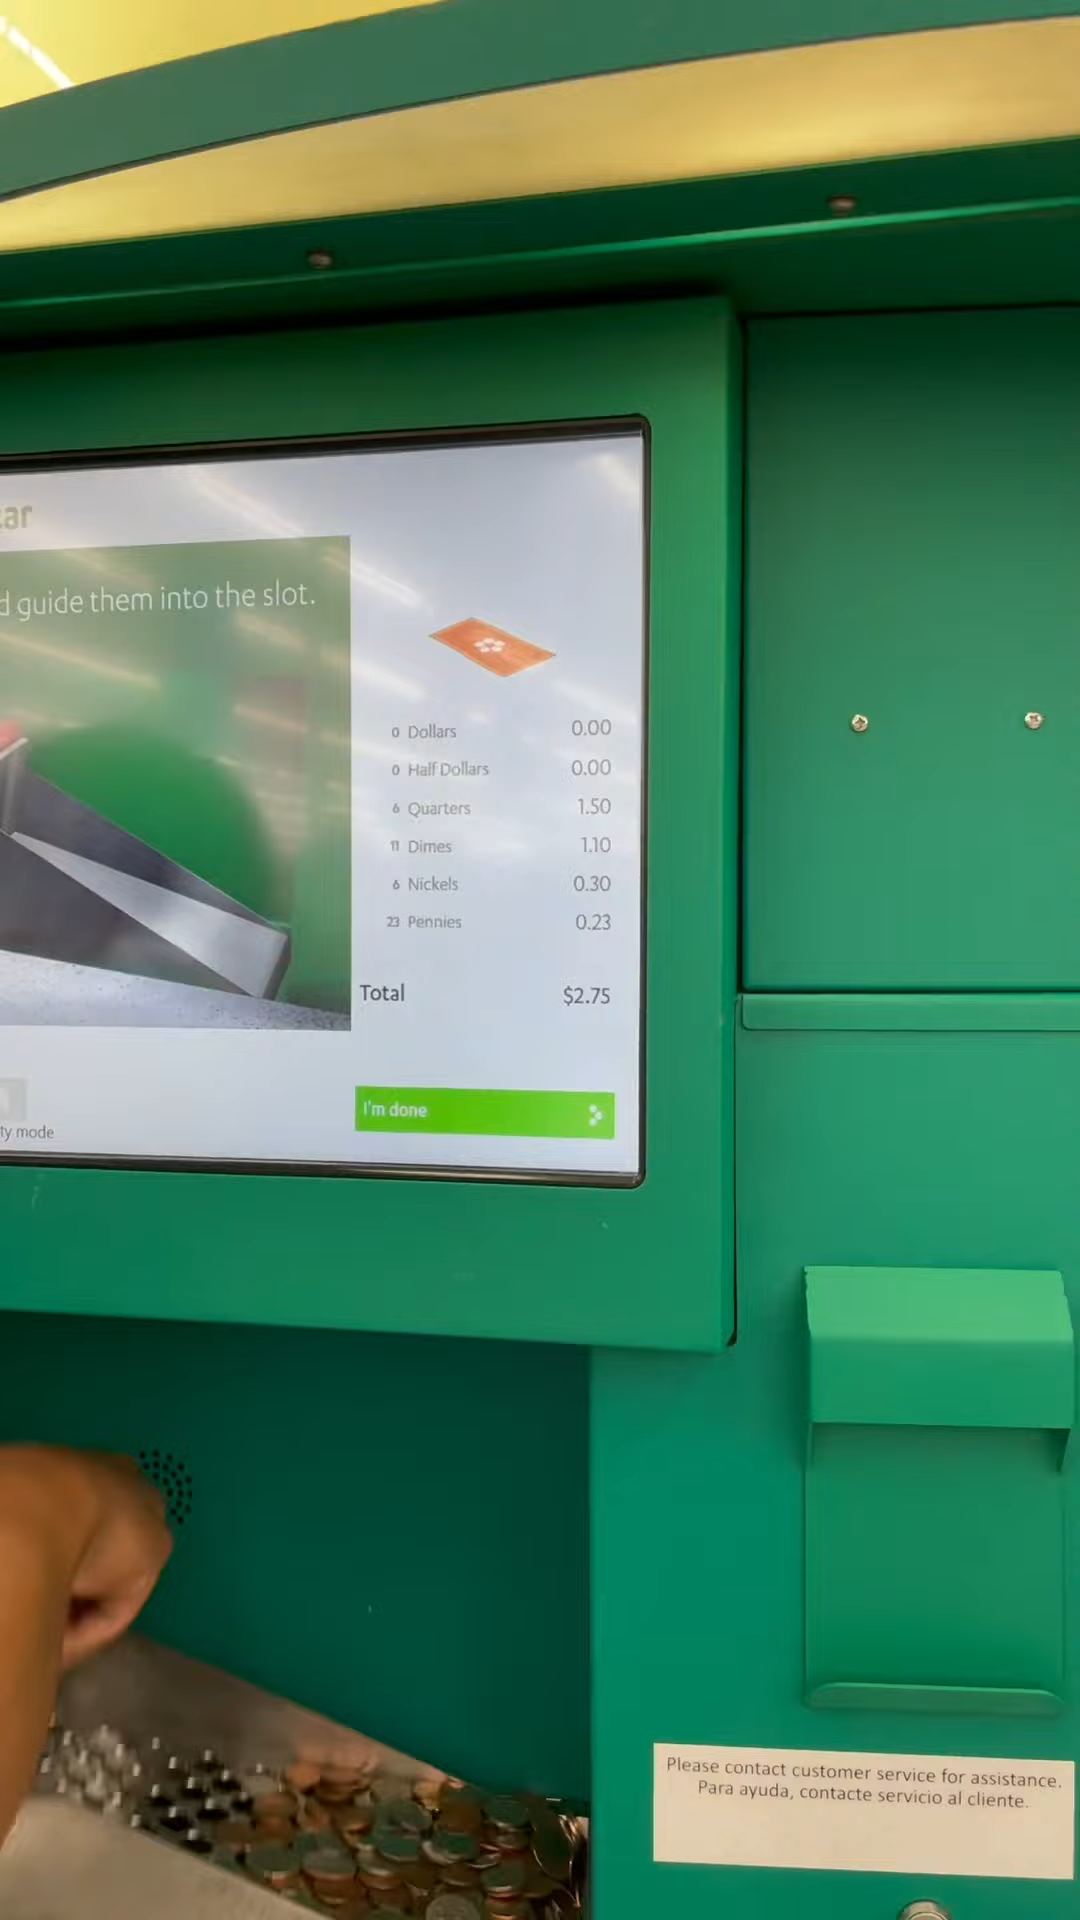 ar
d guide them into the slot.
0 Dollars 0.00
0 Half Dollars 0.00
6 Quarters 1.50
11 Dimes 1.10
6 Nickels 0.30
23 Pennies 0.23
Total $2.75
I'm done
ty mode
Please contact customer service for assistance.
Para ayuda, contacte servicio al cliente.